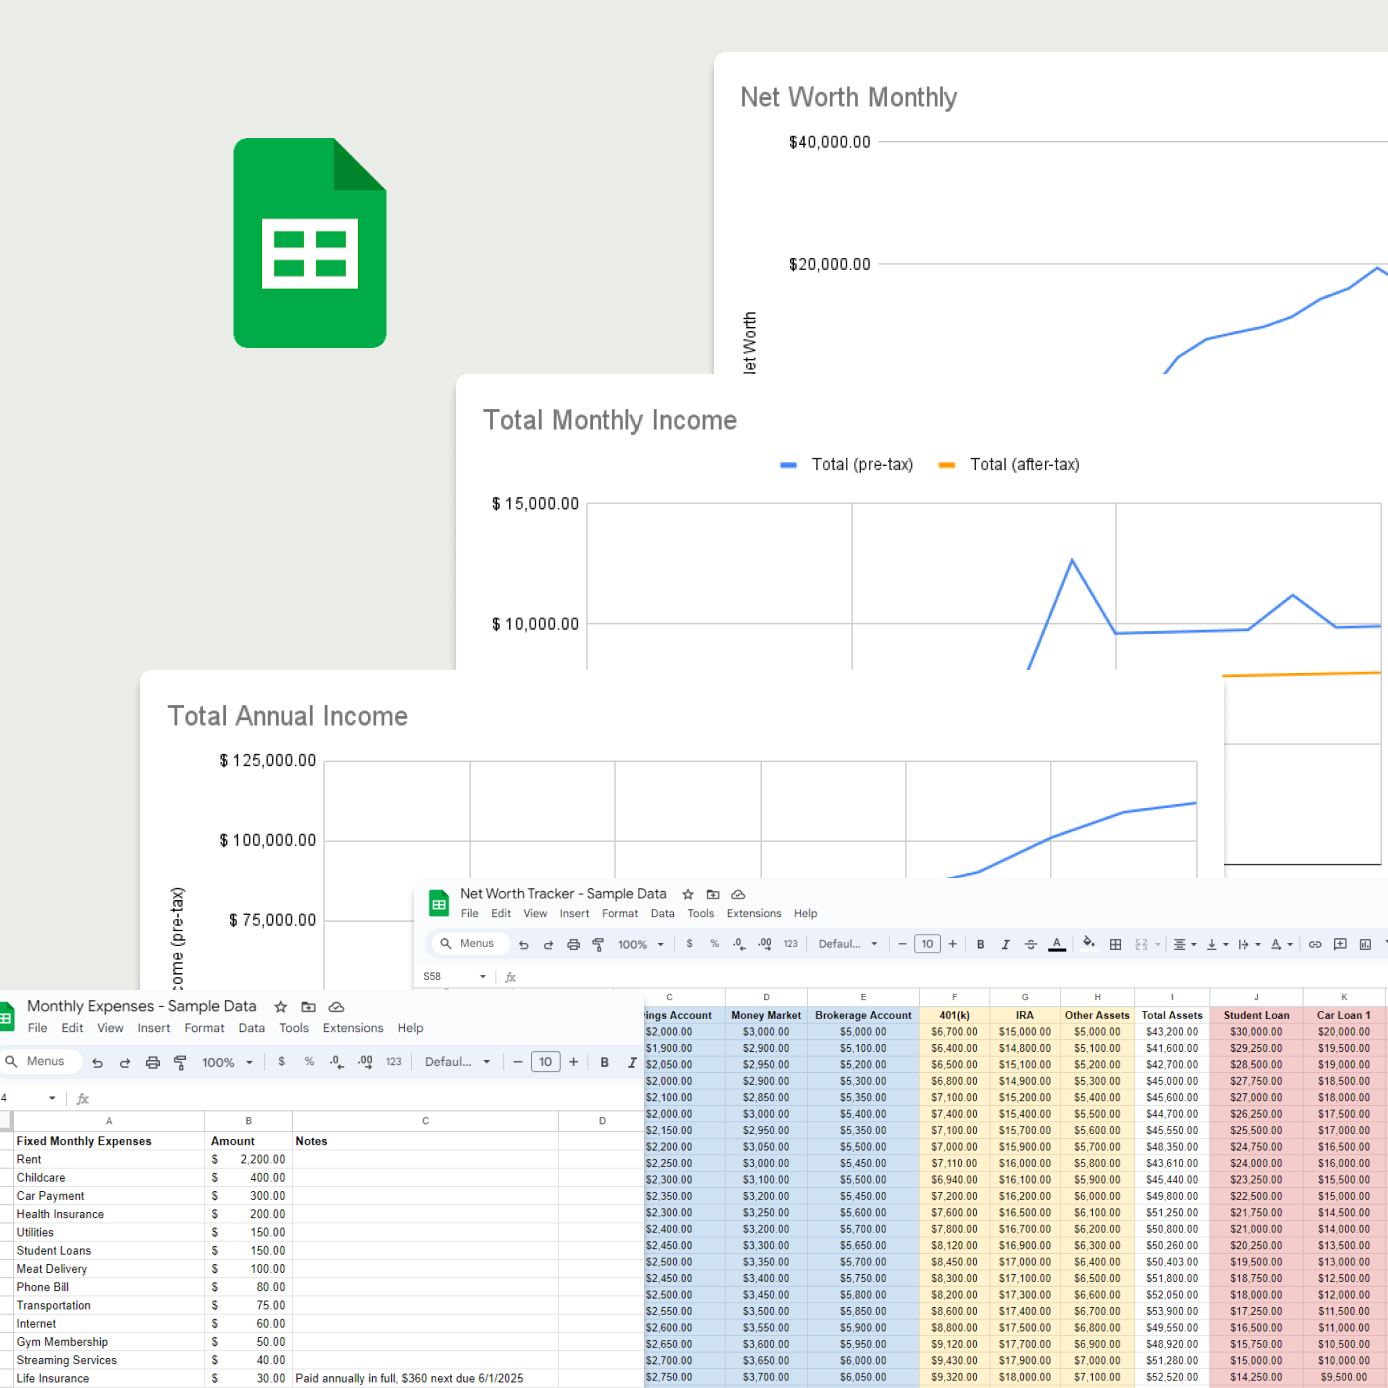 Net Worth Monthly
$40,000.00
$20,000.00
Net Worth
Total Monthly Income
Total (pre-tax) Total (after-tax)
$ 15,000.00
$ 10,000.00
Total Annual Income
$ 125,000.00
$ 100,000.00
$ 75,000.00
come (pre-tax)
Net Worth Tracker - Sample Data
File Edit View Insert Format Data Tools Extensions Help
Menus 100% $ % .0 .00 123 Defaul... − 10 + B I A
S58 fx
C D E F G H I J K
ings Account Money Market Brokerage Account 401(k) IRA Other Assets Total Assets Student Loan Car Loan 1
$2,000.00 $3,000.00 $5,000.00 $6,700.00 $15,000.00 $5,000.00 $43,200.00 $30,000.00 $20,000.00
$1,900.00 $2,900.00 $5,100.00 $6,400.00 $14,800.00 $5,100.00 $41,600.00 $29,250.00 $19,500.00
$2,050.00 $2,950.00 $5,200.00 $6,500.00 $15,100.00 $5,200.00 $42,700.00 $28,500.00 $19,000.00
$2,000.00 $2,900.00 $5,300.00 $6,800.00 $14,900.00 $5,300.00 $45,000.00 $27,750.00 $18,500.00
$2,100.00 $2,850.00 $5,350.00 $7,100.00 $15,200.00 $5,400.00 $45,600.00 $27,000.00 $18,000.00
$2,000.00 $3,000.00 $5,400.00 $7,400.00 $15,400.00 $5,500.00 $44,700.00 $26,250.00 $17,500.00
$2,150.00 $2,950.00 $5,350.00 $7,100.00 $15,700.00 $5,600.00 $45,550.00 $25,500.00 $17,000.00
$2,200.00 $3,050.00 $5,500.00 $7,000.00 $15,900.00 $5,700.00 $48,350.00 $24,750.00 $16,500.00
$2,250.00 $3,000.00 $5,450.00 $7,110.00 $16,000.00 $5,800.00 $43,610.00 $24,000.00 $16,000.00
$2,300.00 $3,100.00 $5,500.00 $6,940.00 $16,100.00 $5,900.00 $45,440.00 $23,250.00 $15,500.00
$2,350.00 $3,200.00 $5,450.00 $7,200.00 $16,200.00 $6,000.00 $49,800.00 $22,500.00 $15,000.00
$2,300.00 $3,250.00 $5,600.00 $7,600.00 $16,500.00 $6,100.00 $51,250.00 $21,750.00 $14,500.00
$2,400.00 $3,200.00 $5,700.00 $7,800.00 $16,700.00 $6,200.00 $50,800.00 $21,000.00 $14,000.00
$2,450.00 $3,300.00 $5,650.00 $8,120.00 $16,900.00 $6,300.00 $50,260.00 $20,250.00 $13,500.00
$2,500.00 $3,350.00 $5,700.00 $8,450.00 $17,000.00 $6,400.00 $50,403.00 $19,500.00 $13,000.00
$2,450.00 $3,400.00 $5,750.00 $8,300.00 $17,100.00 $6,500.00 $51,800.00 $18,750.00 $12,500.00
$2,500.00 $3,450.00 $5,800.00 $8,200.00 $17,300.00 $6,600.00 $52,050.00 $18,000.00 $12,000.00
$2,550.00 $3,500.00 $5,850.00 $8,600.00 $17,400.00 $6,700.00 $53,900.00 $17,250.00 $11,500.00
$2,600.00 $3,550.00 $5,900.00 $8,800.00 $17,500.00 $6,800.00 $49,550.00 $16,500.00 $11,000.00
$2,650.00 $3,600.00 $5,950.00 $9,120.00 $17,700.00 $6,900.00 $48,920.00 $15,750.00 $10,500.00
$2,700.00 $3,650.00 $6,000.00 $9,430.00 $17,900.00 $7,000.00 $51,280.00 $15,000.00 $10,000.00
$2,750.00 $3,700.00 $6,050.00 $9,320.00 $18,000.00 $7,100.00 $52,520.00 $14,250.00 $9,500.00
Monthly Expenses - Sample Data
File Edit View Insert Format Data Tools Extensions Help
Menus 100% $ % .0 .00 123 Defaul... − 10 + B I
4 fx
A B C D
Fixed Monthly Expenses Amount Notes
Rent $ 2,200.00
Childcare $ 400.00
Car Payment $ 300.00
Health Insurance $ 200.00
Utilities $ 150.00
Student Loans $ 150.00
Meat Delivery $ 100.00
Phone Bill $ 80.00
Transportation $ 75.00
Internet $ 60.00
Gym Membership $ 50.00
Streaming Services $ 40.00
Life Insurance $ 30.00 Paid annually in full, $360 next due 6/1/2025